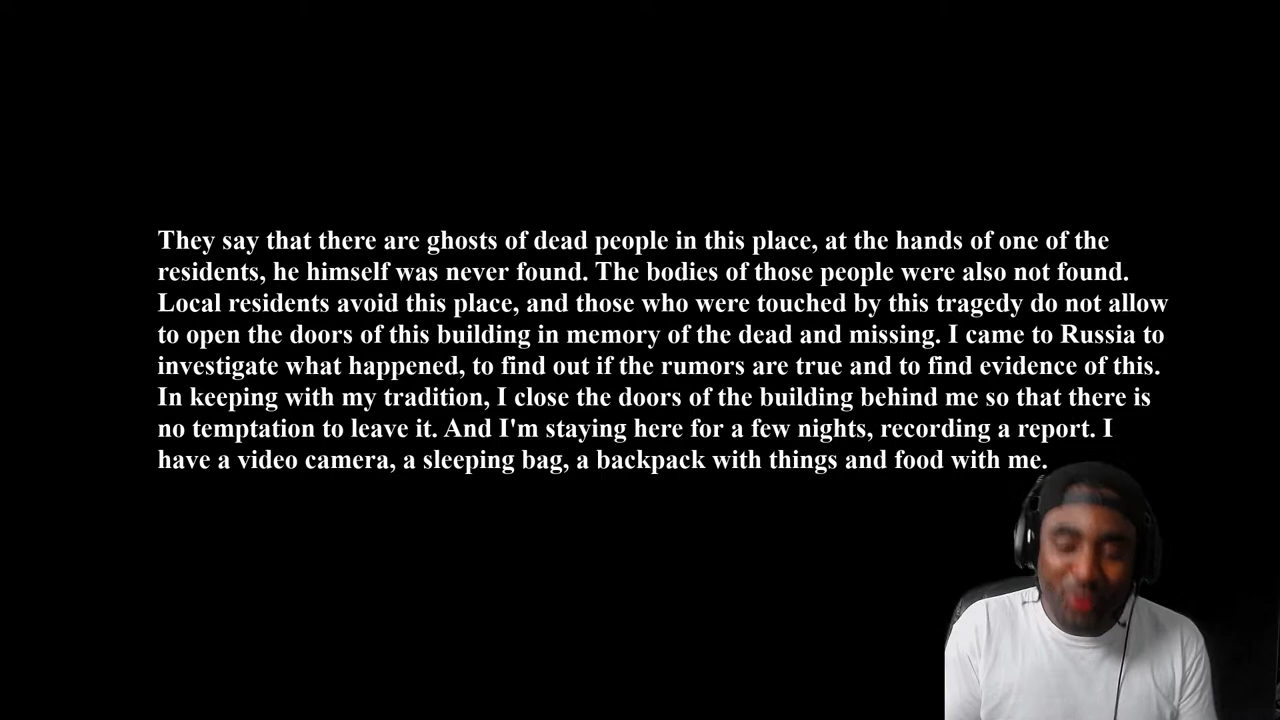 They say that there are ghosts of dead people in this place, at the hands of one of the
residents, he himself was never found. The bodies of those people were also not found.
Local residents avoid this place, and those who were touched by this tragedy do not allow
to open the doors of this building in memory of the dead and missing. I came to Russia to
investigate what happened, to find out if the rumors are true and to find evidence of this.
In keeping with my tradition, I close the doors of the building behind me so that there is
no temptation to leave it. And I'm staying here for a few nights, recording a report. I
have a video camera, a sleeping bag, a backpack with things and food with me.